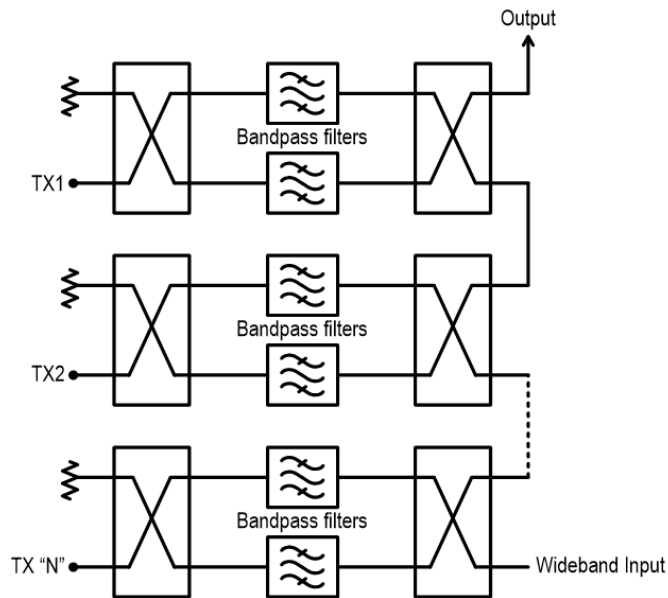 Output
Bandpass filters
TX1
Bandpass filters
TX2
Bandpass filters
TX “N”
Wideband Input